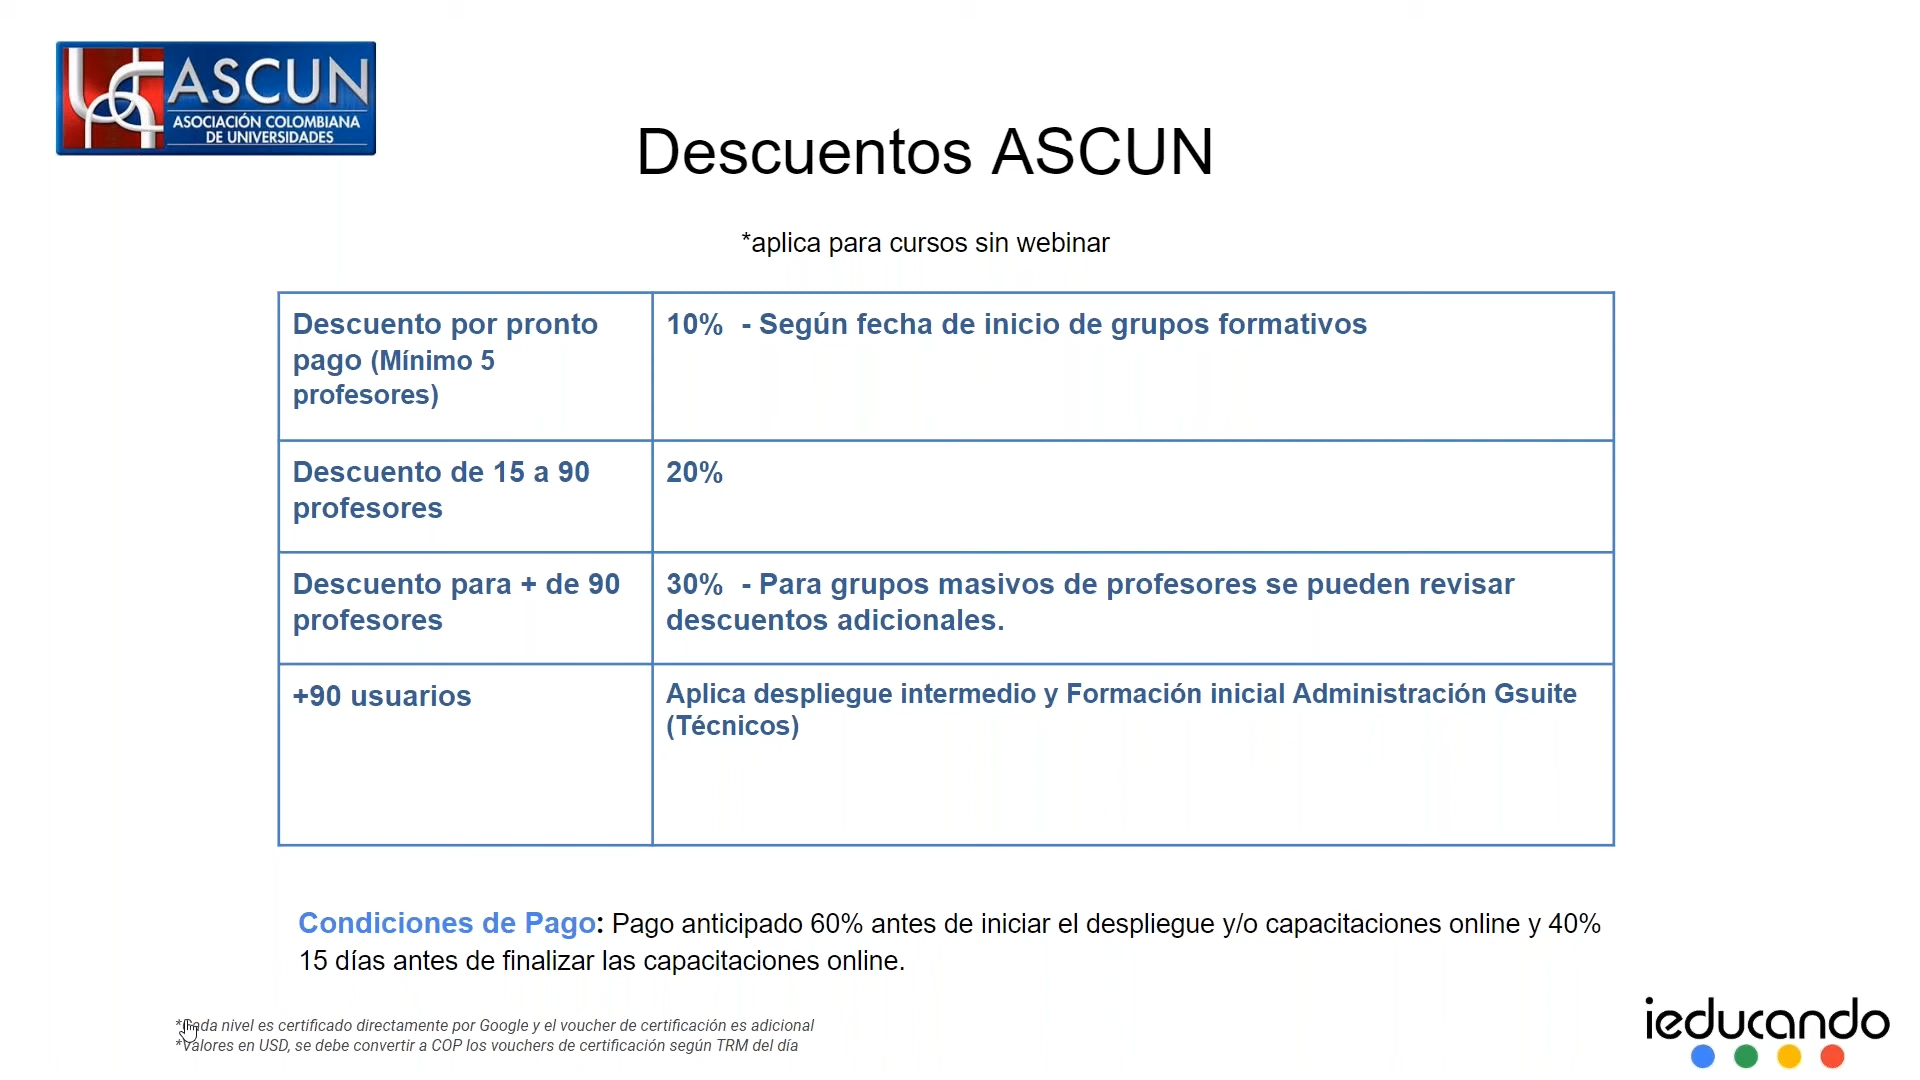 ASCUN
ASOCIACIÓN COLOMBIANA
DE UNIVERSIDADES
Descuentos ASCUN
*aplica para cursos sin webinar
Descuento por pronto
pago (Mínimo 5
profesores)
10% - Según fecha de inicio de grupos formativos
Descuento de 15 a 90
profesores
20%
Descuento para + de 90
profesores
30% - Para grupos masivos de profesores se pueden revisar
descuentos adicionales.
+90 usuarios
Aplica despliegue intermedio y Formación inicial Administración Gsuite
(Técnicos)
Condiciones de Pago: Pago anticipado 60% antes de iniciar el despliegue y/o capacitaciones online y 40%
15 días antes de finalizar las capacitaciones online.
*Cada nivel es certificado directamente por Google y el voucher de certificación es adicional
*Valores en USD, se debe convertir a COP los vouchers de certificación según TRM del día
ieducando